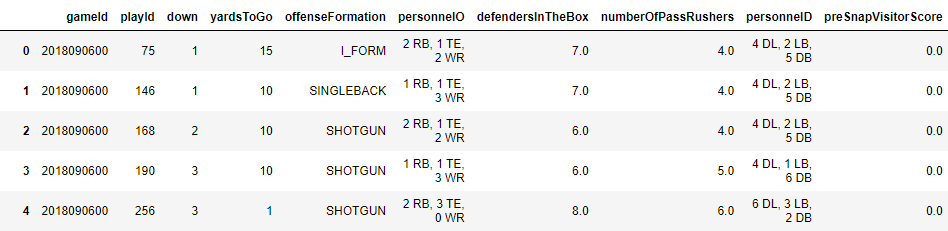 gameId playId down yardsToGo offenseFormation personnelO defendersInTheBox numberOfPassRushers personnelD preSnapVisitorScore
0 2018090600 75 1 15 I_FORM 2 RB, 1 TE, 2 WR 7.0 4.0 4 DL, 2 LB, 5 DB 0.0
1 2018090600 146 1 10 SINGLEBACK 1 RB, 1 TE, 3 WR 7.0 4.0 4 DL, 2 LB, 5 DB 0.0
2 2018090600 168 2 10 SHOTGUN 2 RB, 1 TE, 2 WR 6.0 4.0 4 DL, 2 LB, 5 DB 0.0
3 2018090600 190 3 10 SHOTGUN 1 RB, 1 TE, 3 WR 6.0 5.0 4 DL, 1 LB, 6 DB 0.0
4 2018090600 256 3 1 SHOTGUN 2 RB, 3 TE, 0 WR 8.0 6.0 6 DL, 3 LB, 2 DB 0.0